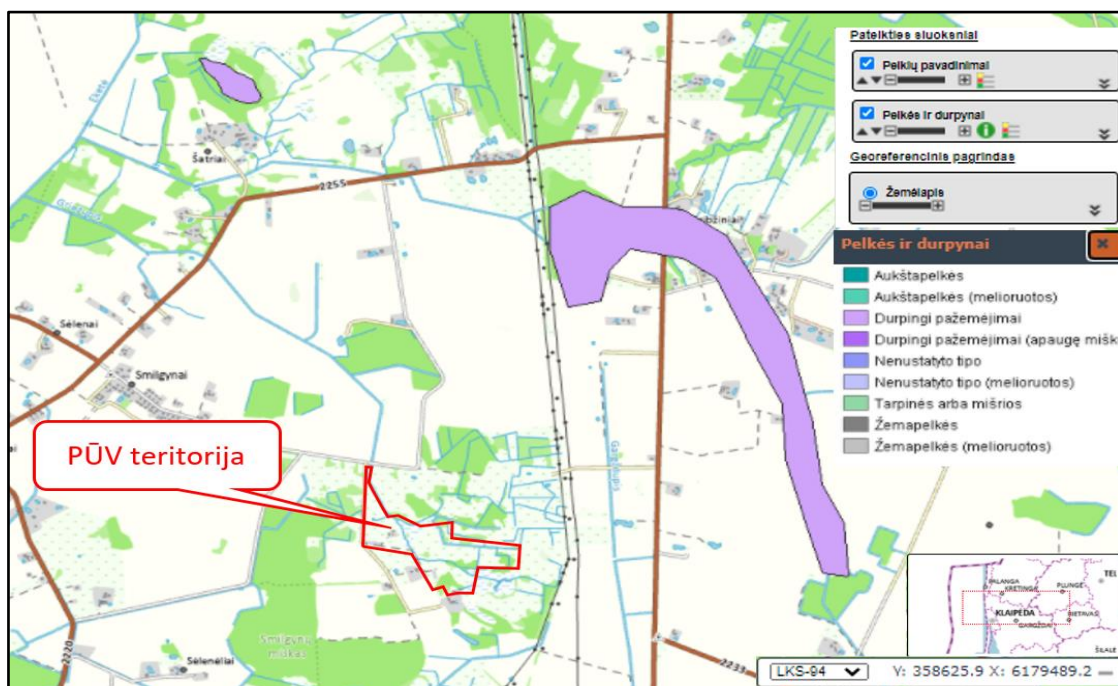 Pateikties sluoksniai
Pelkių pavadinimai
Pelkės ir durpynai
Georeferencinis pagrindas
Žemėlapis
Pelkės ir durpynai
Aukštapelkės
Aukštapelkės (melioruotos)
Durpingi pažemėjimai
Durpingi pažemėjimai (apaugę mišk
Nenustatyto tipo
Nenustatyto tipo (melioruotos)
Tarpinės arba mišrios
Žemapelkės
Žemapelkės (melioruotos)
Eketė
Šatriai
2255
Sėlenai
Smilgynai
PŪV teritorija
Smilgynų
miškas
Sėlenėliai
2220
2233
PALANGA
KRETINGA
PLUNGĖ
TEL
KLAIPĖDA
GARGŽDAI
RIETAVAS
ŠILALĖ
LKS-94
Y: 358625.9 X: 6179489.2